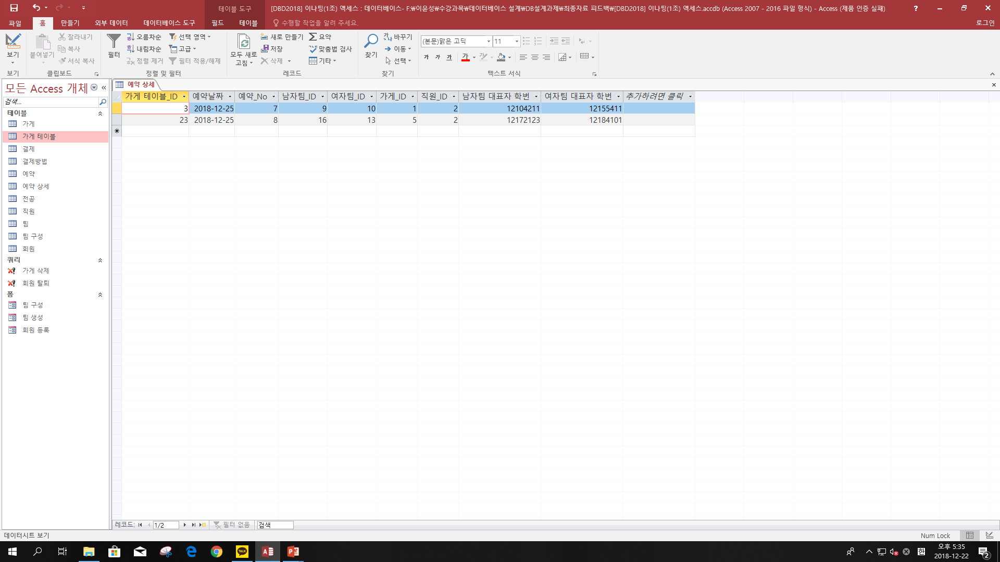 테이블 도구
[DBD2018] 이나팅(1조) 액세스 : 데이터베이스- F:₩이윤성₩수강과목₩데이터베이스 설계₩DB설계과제₩최종자료 피드백₩[DBD2018] 이나팅(1조) 액세스.accdb (Access 2007 - 2016 파일 형식) - Access (제품 인증 실패)
파일 홈 만들기 외부 데이터 데이터베이스 도구 필드 테이블 수행할 작업을 알려 주세요. 로그인
보기
붙여넣기
잘라내기
복사
서식 복사
필터
오름차순
내림차순
정렬 제거
선택 영역
고급
필터 적용/해제
모두 새로 고침
새로 만들기
저장
삭제
요약
맞춤법 검사
기타
찾기
바꾸기
이동
선택
(본문)맑은 고딕 11
가 가 가 가
보기 클립보드 정렬 및 필터 레코드 찾기 텍스트 서식
모든 Access 개체
검색...
테이블
가게
가게 테이블
결제
결제방법
예약
예약 상세
전공
직원
팀
팀 구성
회원
쿼리
가게 삭제
회원 탈퇴
폼
팀 구성
팀 생성
회원 등록
예약 상세
가게 테이블_ID 예약날짜 예약_No 남자팀_ID 여자팀_ID 가게_ID 직원_ID 남자팀 대표자 학번 여자팀 대표자 학번 추가하려면 클릭
3 2018-12-25 7 9 10 1 2 12104211 12155411
23 2018-12-25 8 16 13 5 2 12172123 12184101
레코드: 1/2 필터 없음 검색
데이터시트 보기 Num Lock
TALK
한
오후 5:35
2018-12-22
2